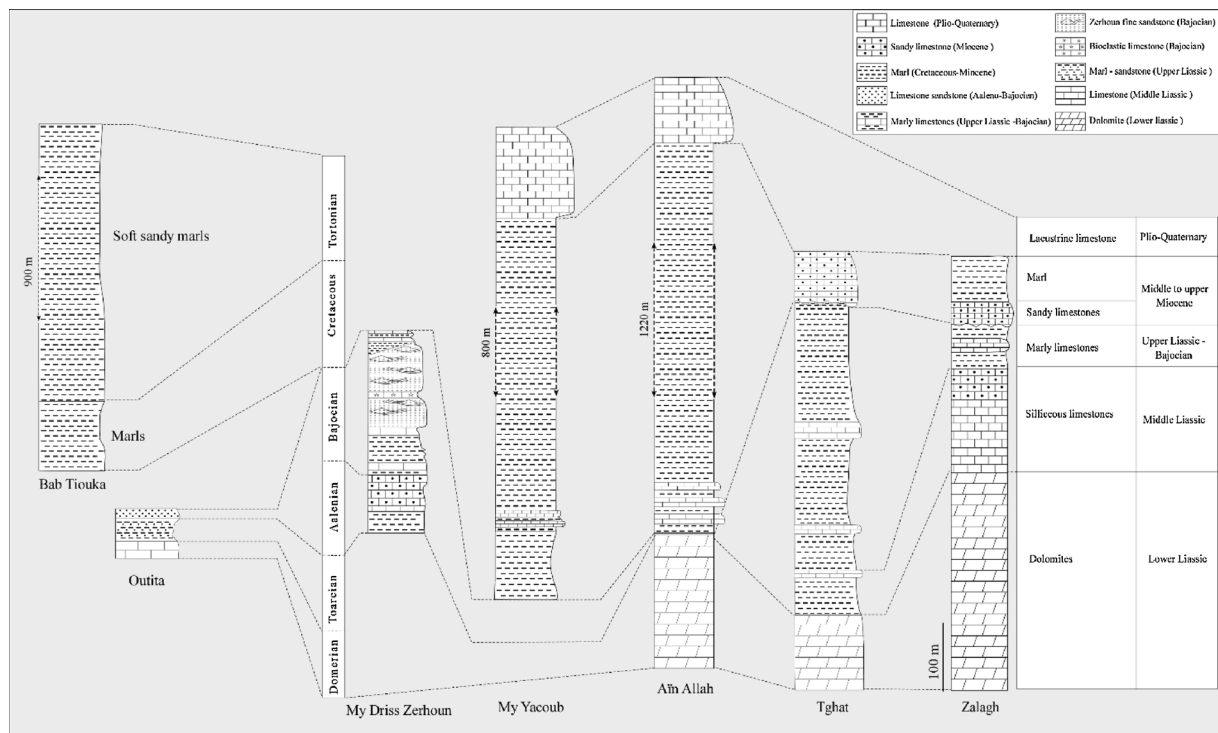 Limestone (Plio-Quaternary)
Sandy limestone (Miocene )
Marl (Cretaceous-Mincene)
Limestone sandstone (Aaleno-Bajocian)
Marly limestones (Upper Liassic -Bajocian)
Zerhoun fine sandstone (Bajocian)
Bioclastic limestone (Bajocian)
Marl - sandstone (Upper Liassic )
Limestone (Middle Liassic )
Dolomite (Lower liassic )
900 m
Soft sandy marls
Marls
Bab Tiouka
Outita
Tortonian
Cretaceous
Bajocian
Aalenian
Toarcian
Domerian
My Driss Zerhoun
800 m
My Yacoub
1220 m
Aïn Allah
Tghat
100 m
Zalagh
Lacustrine limestone
Plio-Quaternary
Marl
Middle to upper
Miocene
Sandy limestones
Marly limestones
Upper Liassic -
Bajocian
Silliceous limestones
Middle Liassic
Dolomites
Lower Liassic